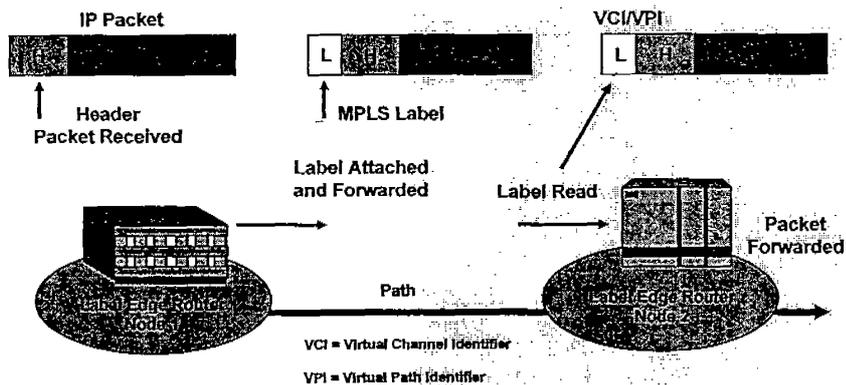 IP Packet
VCI/VPI
L
H
L
H
Header
Packet Received
MPLS Label
Label Attached
and Forwarded
Label Read
Packet
Forwarded
Label Edge Router
Node 1
Path
Label Edge Router
Node 2
VCI = Virtual Channel Identifier
VPI = Virtual Path Identifier